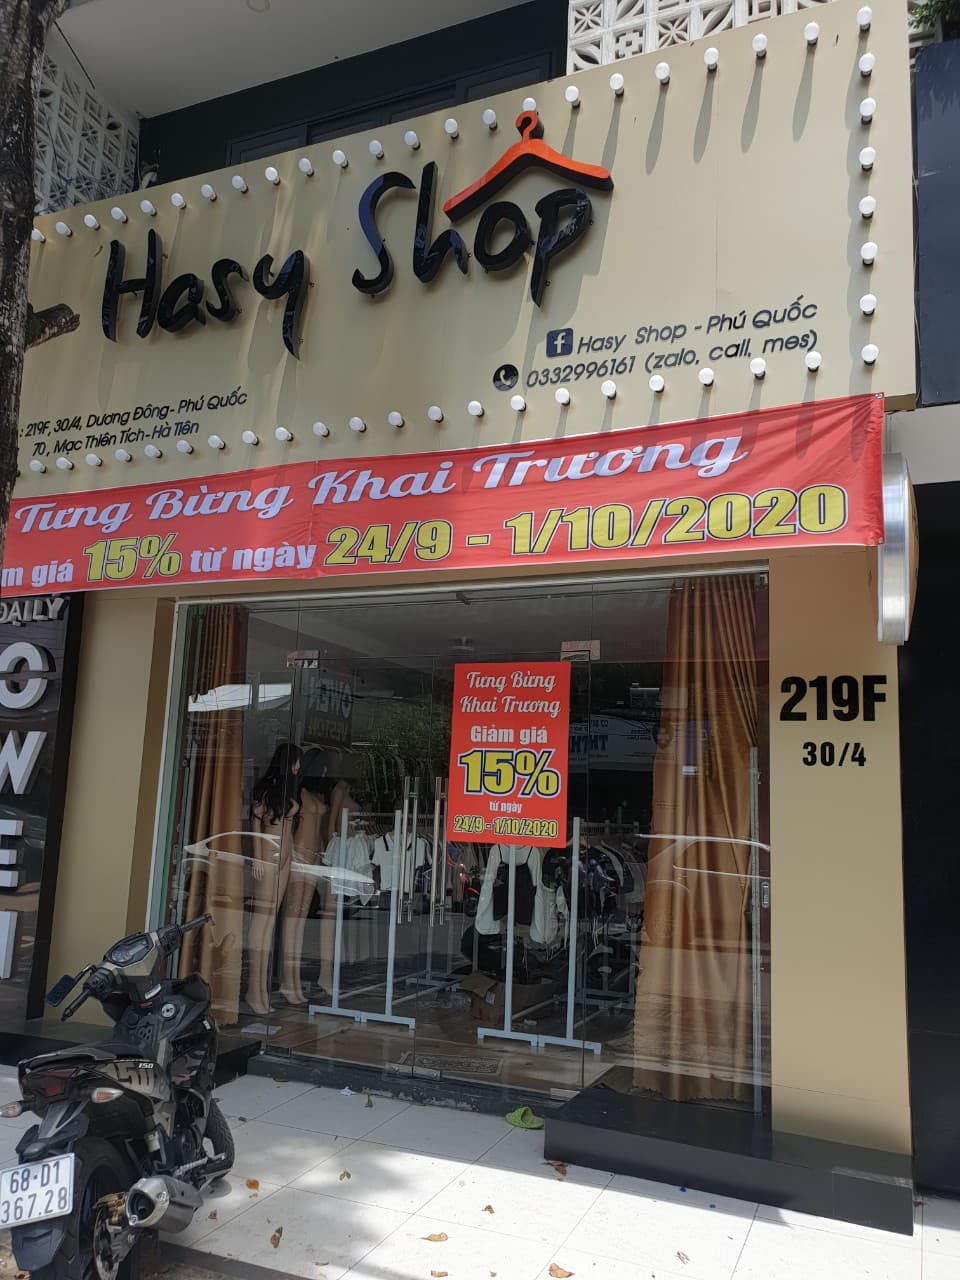 Hasy Shop
Hasy Shop - Phú Quốc
0332996161 (zalo, call, mes)
: 219F, 30/4, Dương Đông - Phú Quốc
70, Mạc Thiên Tích - Hà Tiên
Tưng Bừng Khai Trương
m giá 15% từ ngày 24/9 - 1/10/2020
ĐẠI LÝ
O
W
E
Tưng Bừng
Khai Trương
Giảm giá
15%
từ ngày
24/9 - 1/10/2020
219F
30/4
150
68-D1
367.28